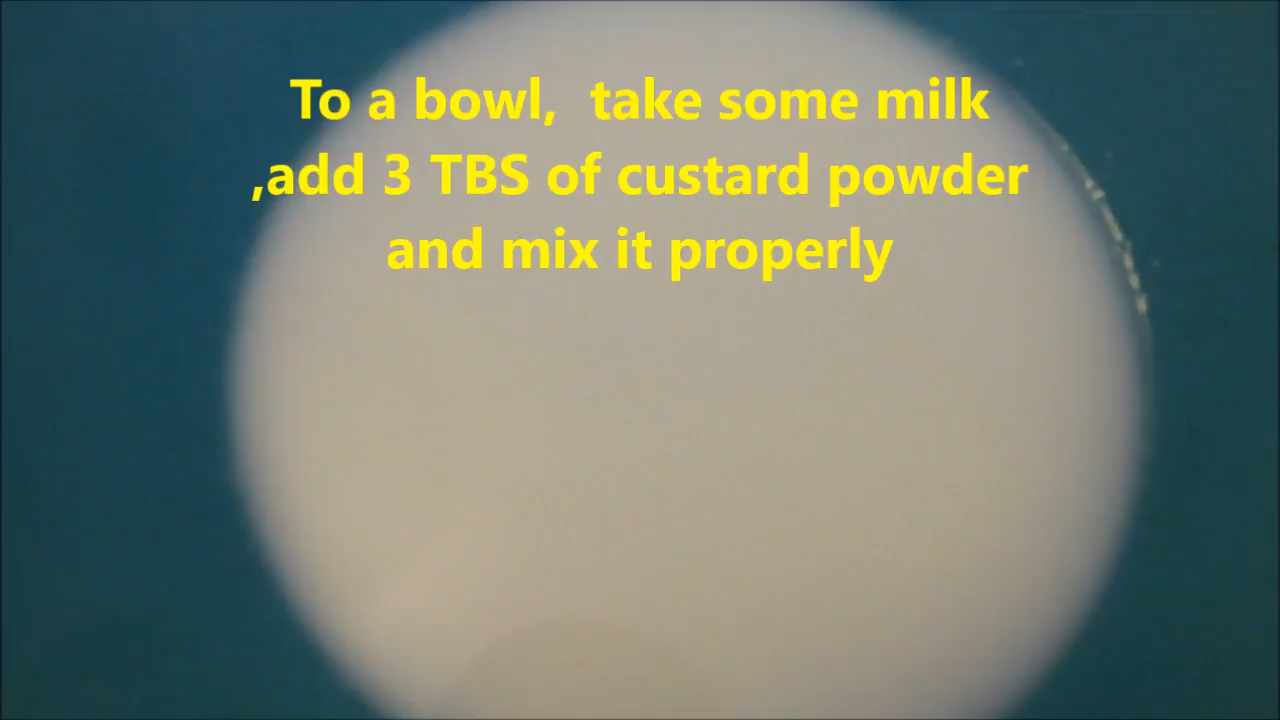 To a bowl,  take some milk
,add 3 TBS of custard powder
and mix it properly